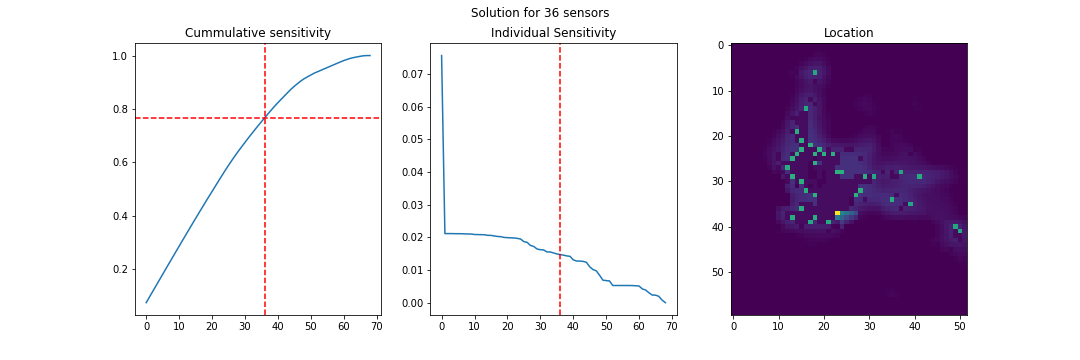 Solution for 36 sensors
Cummulative sensitivity
1.0
0.8
0.6
0.4
0.2
0 10 20 30 40 50 60 70
Individual Sensitivity
0.07
0.06
0.05
0.04
0.03
0.02
0.01
0.00
0 10 20 30 40 50 60 70
Location
0
10
20
30
40
50
0 10 20 30 40 50